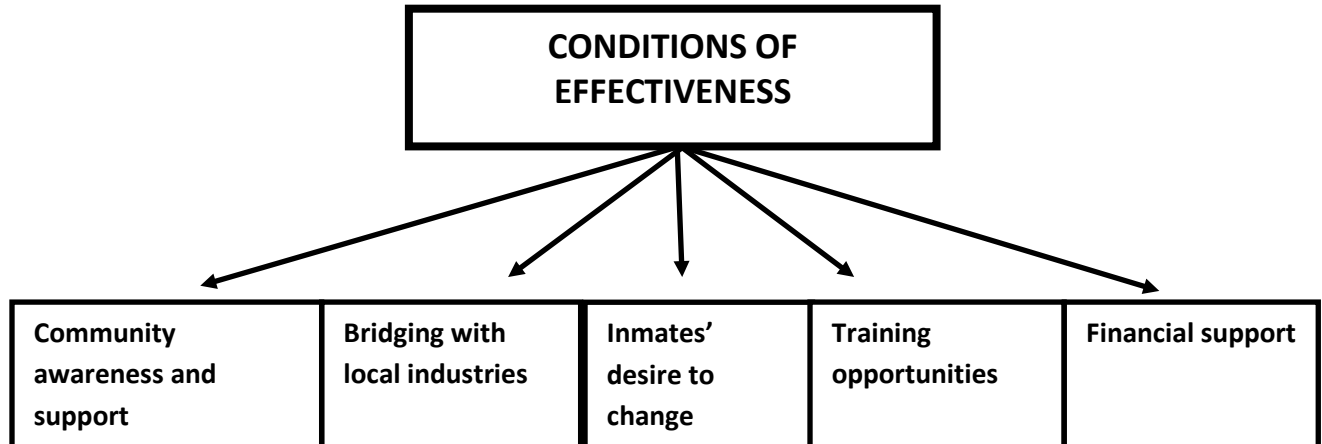 CONDITIONS OF
EFFECTIVENESS
Community
awareness and
support
Bridging with
local industries
Inmates’
desire to
change
Training
opportunities
Financial support